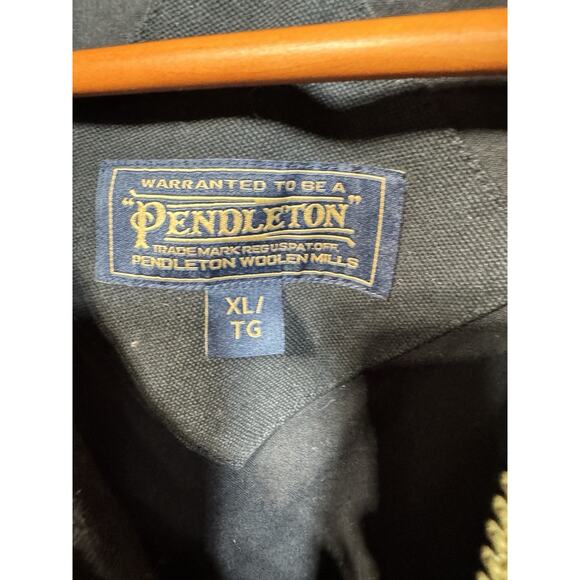 WARRANTED TO BE A
"PENDLETON"
TRADE MARK REG US PAT. OFF.
PENDLETON WOOLEN MILLS
XL/
TG